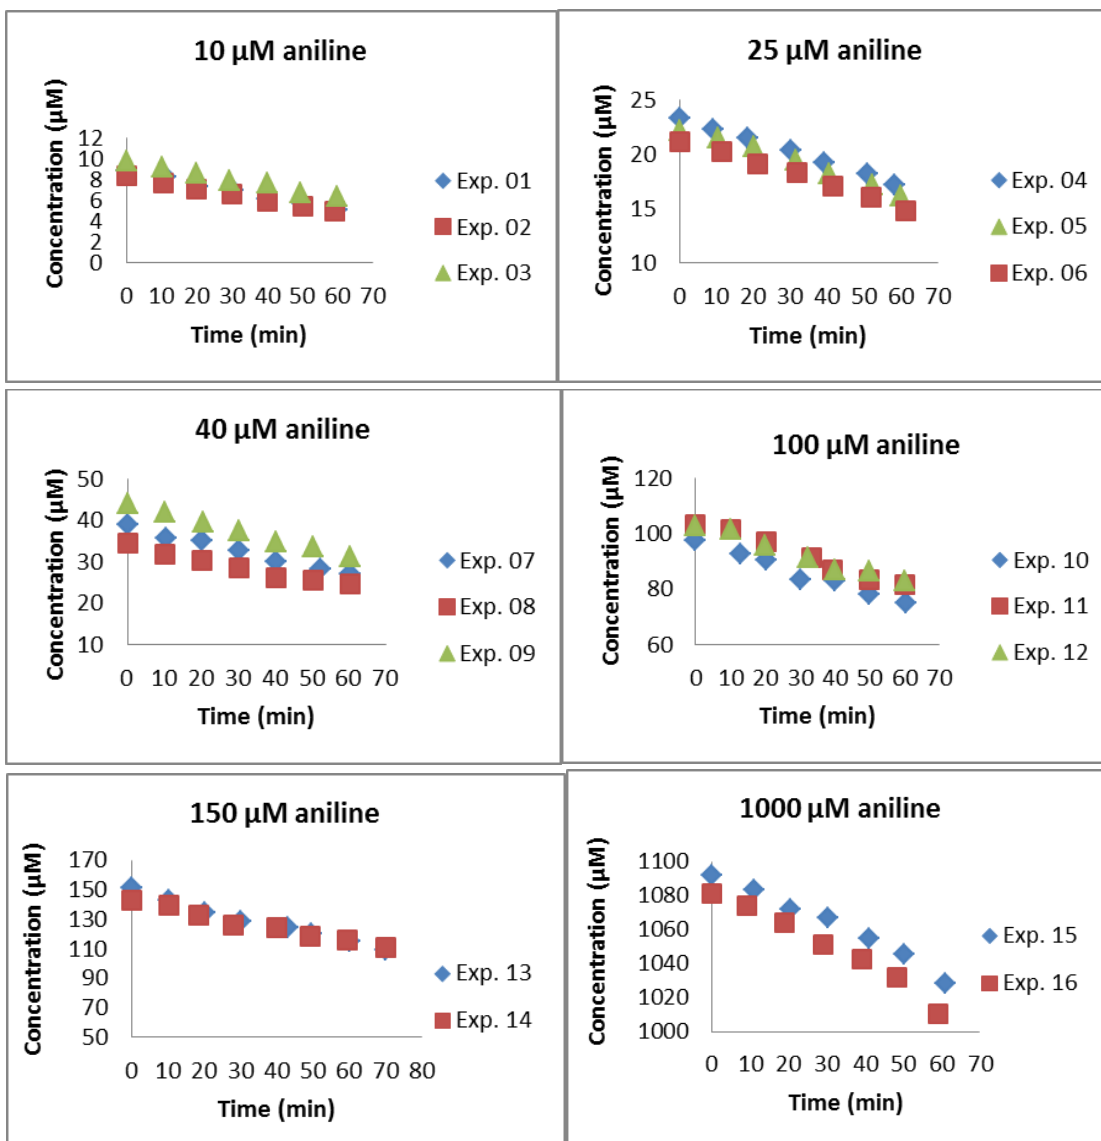 10 µM aniline
Concentration (µM)
12
10
8
6
4
2
0
0 10 20 30 40 50 60 70
Time (min)
Exp. 01
Exp. 02
Exp. 03
25 µM aniline
Concentration (µM)
25
20
15
10
0 10 20 30 40 50 60 70
Time (min)
Exp. 04
Exp. 05
Exp. 06
40 µM aniline
Concentration (µM)
50
40
30
20
10
0 10 20 30 40 50 60 70
Time (min)
Exp. 07
Exp. 08
Exp. 09
100 µM aniline
Concentration (µM)
120
100
80
60
0 10 20 30 40 50 60 70
Time (min)
Exp. 10
Exp. 11
Exp. 12
150 µM aniline
Concentration (µM)
170
150
130
110
90
70
50
0 10 20 30 40 50 60 70 80
Time (min)
Exp. 13
Exp. 14
1000 µM aniline
Concentration (µM)
1100
1080
1060
1040
1020
1000
0 10 20 30 40 50 60 70
Time (min)
Exp. 15
Exp. 16